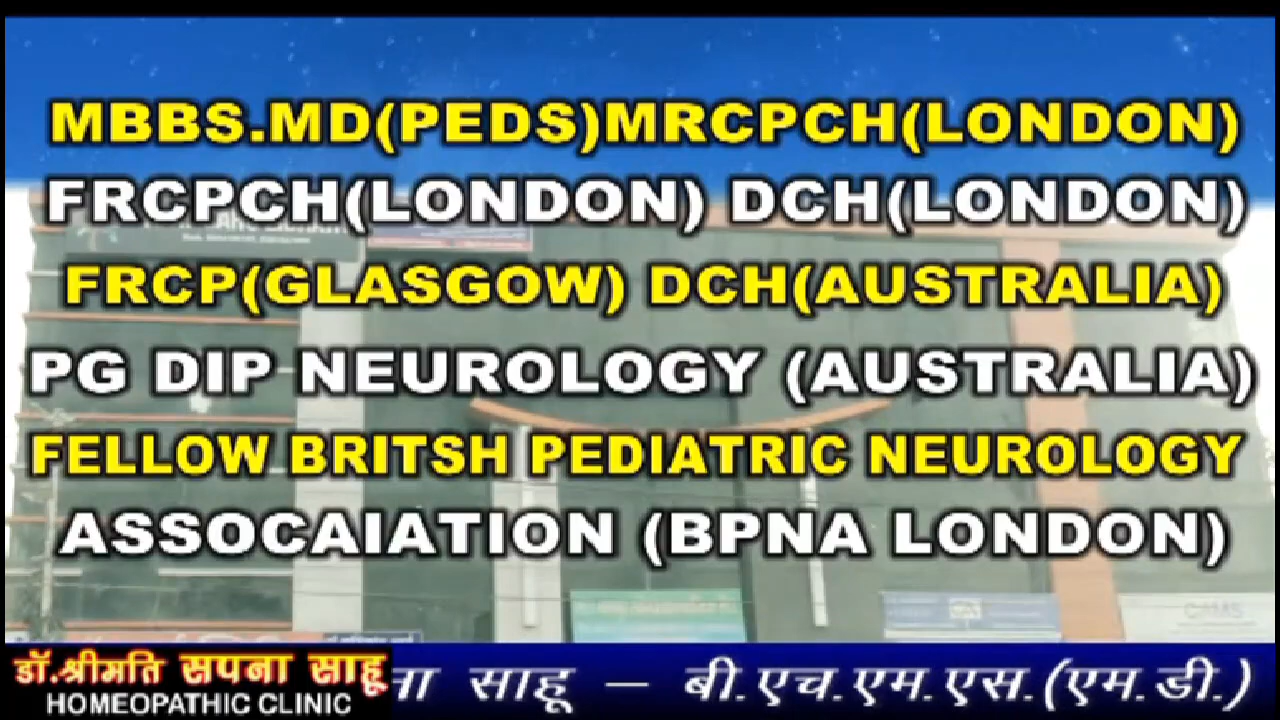 MBBS.MD(PEDS)MRCPCH(LONDON)
FRCPCH(LONDON) DCH(LONDON)
FRCP(GLASGOW) DCH(AUSTRALIA)
PG DIP NEUROLOGY (AUSTRALIA)
FELLOW BRITSH PEDIATRIC NEUROLOGY
ASSOCAIATION (BPNA LONDON)
डॉ.श्रीमति सपना साहू
HOMEOPATHIC CLINIC
ना साहू – बी.एच.एम.एस.(एम.डी.)